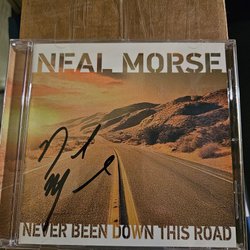 NEAL MORSE
NEVER BEEN DOWN THIS ROAD